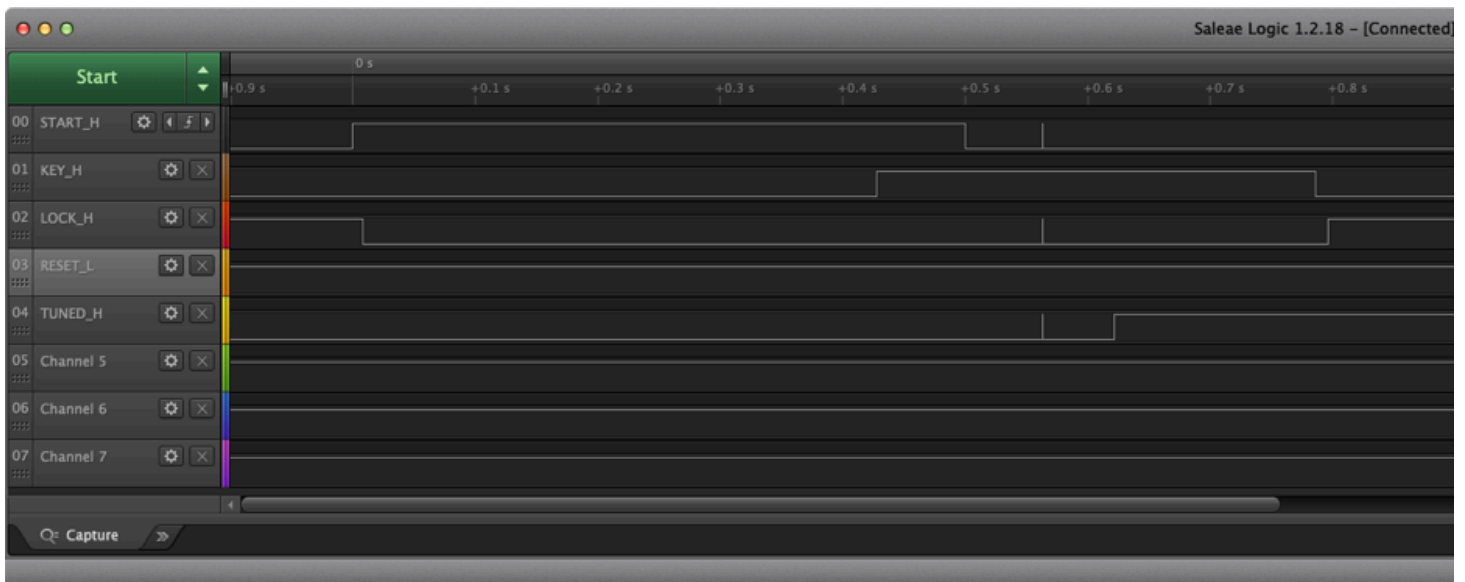 Saleae Logic 1.2.18 – [Connected]
Start
0 s
+0.9 s +0.1 s +0.2 s +0.3 s +0.4 s +0.5 s +0.6 s +0.7 s +0.8 s
00 START_H
01 KEY_H
02 LOCK_H
03 RESET_L
04 TUNED_H
05 Channel 5
06 Channel 6
07 Channel 7
Capture